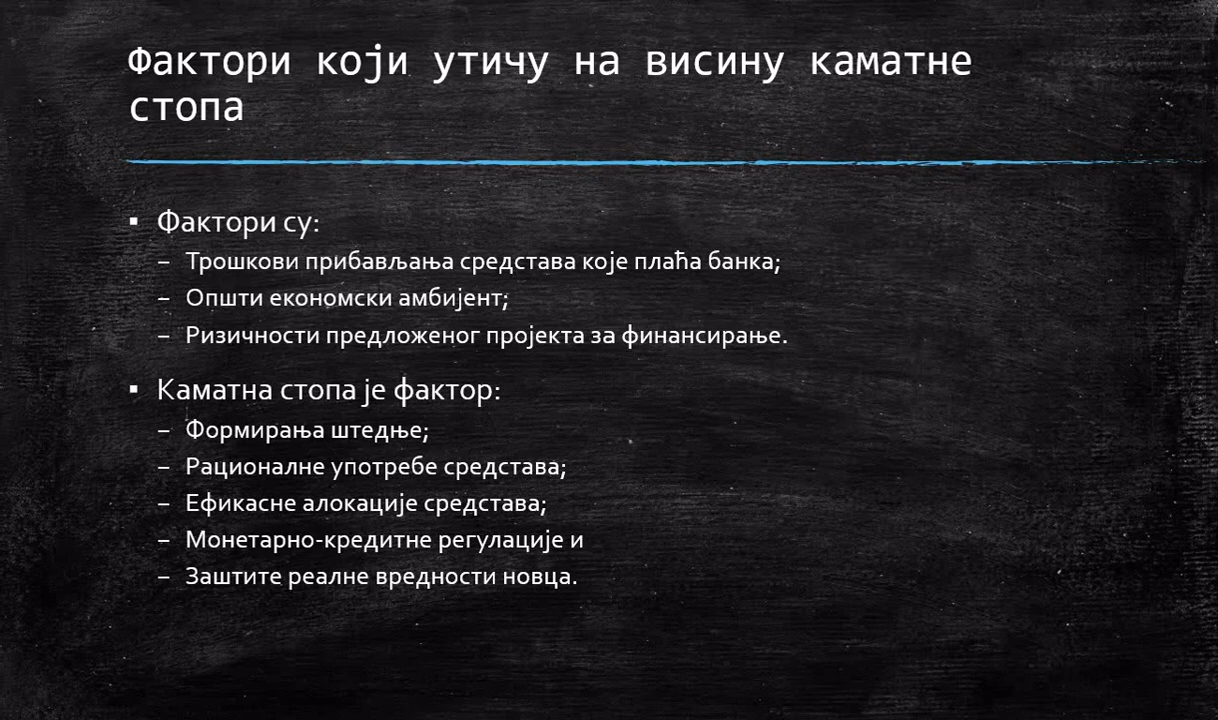 Фактори који утичу на висину каматне
стопа
▪ Фактори су:
– Трошкови прибављања средстава које плаћа банка;
– Општи економски амбијент;
– Ризичности предложеног пројекта за финансирање.
▪ Каматна стопа је фактор:
– Формирања штедње;
– Рационалне употребе средстава;
– Ефикасне алокације средстава;
– Монетарно-кредитне регулације и
– Заштите реалне вредности новца.